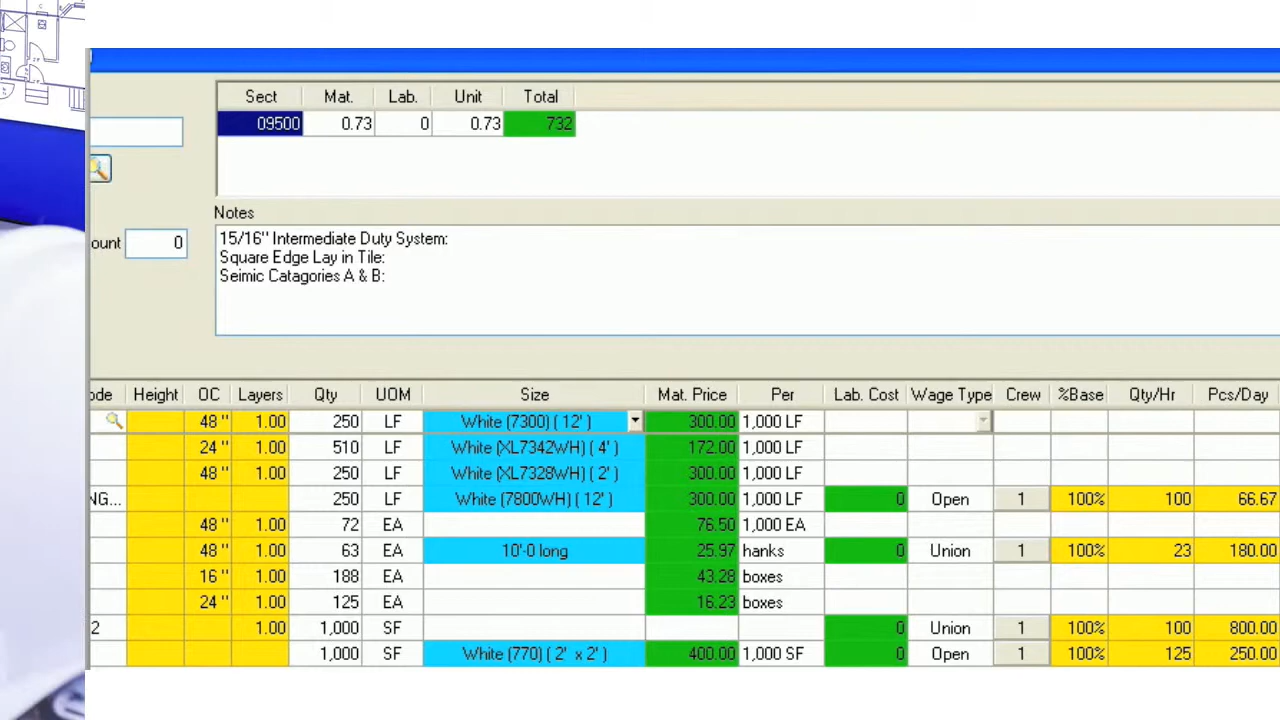 Sect Mat. Lab. Unit Total
09500 0.73 0 0.73 732
Notes
ount 0
15/16" Intermediate Duty System:
Square Edge Lay in Tile:
Seimic Catagories A & B:
ode Height OC Layers Qty UOM Size Mat. Price Per Lab. Cost Wage Type Crew %Base Qty/Hr Pcs/Day
48 " 1.00 250 LF White (7300) ( 12' ) 300.00 1,000 LF
24 " 1.00 510 LF White (XL7342WH) ( 4' ) 172.00 1,000 LF
48 " 1.00 250 LF White (XL7328WH) ( 2' ) 300.00 1,000 LF
NG... 250 LF White (7800WH) ( 12' ) 300.00 1,000 LF 0 Open 1 100% 100 66.67
48 " 1.00 72 EA 76.50 1,000 EA
48 " 1.00 63 EA 10'-0 long 25.97 hanks 0 Union 1 100% 23 180.00
16 " 1.00 188 EA 43.28 boxes
24 " 1.00 125 EA 16.23 boxes
2 1.00 1,000 SF 0 Union 1 100% 100 800.00
1,000 SF White (770) ( 2' x 2' ) 400.00 1,000 SF 0 Open 1 100% 125 250.00